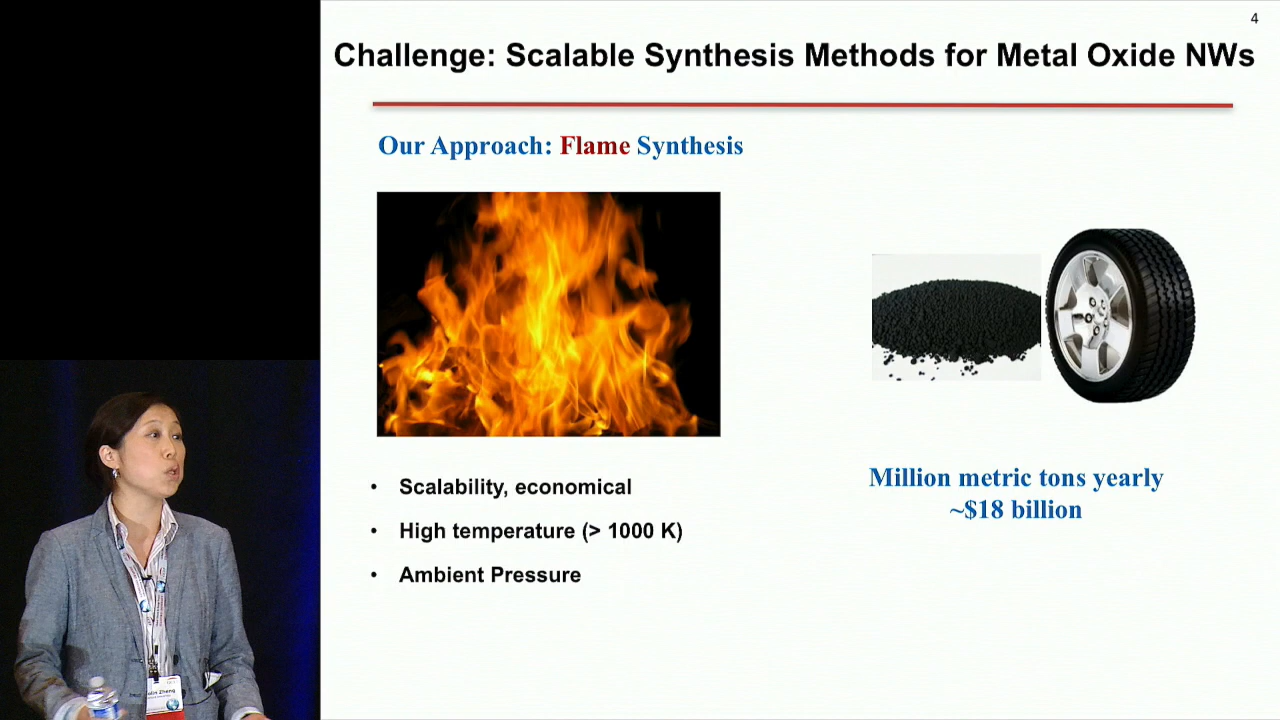 4
Challenge: Scalable Synthesis Methods for Metal Oxide NWs
Our Approach: Flame Synthesis
• Scalability, economical
• High temperature (> 1000 K)
• Ambient Pressure
Million metric tons yearly
~$18 billion
Zheng